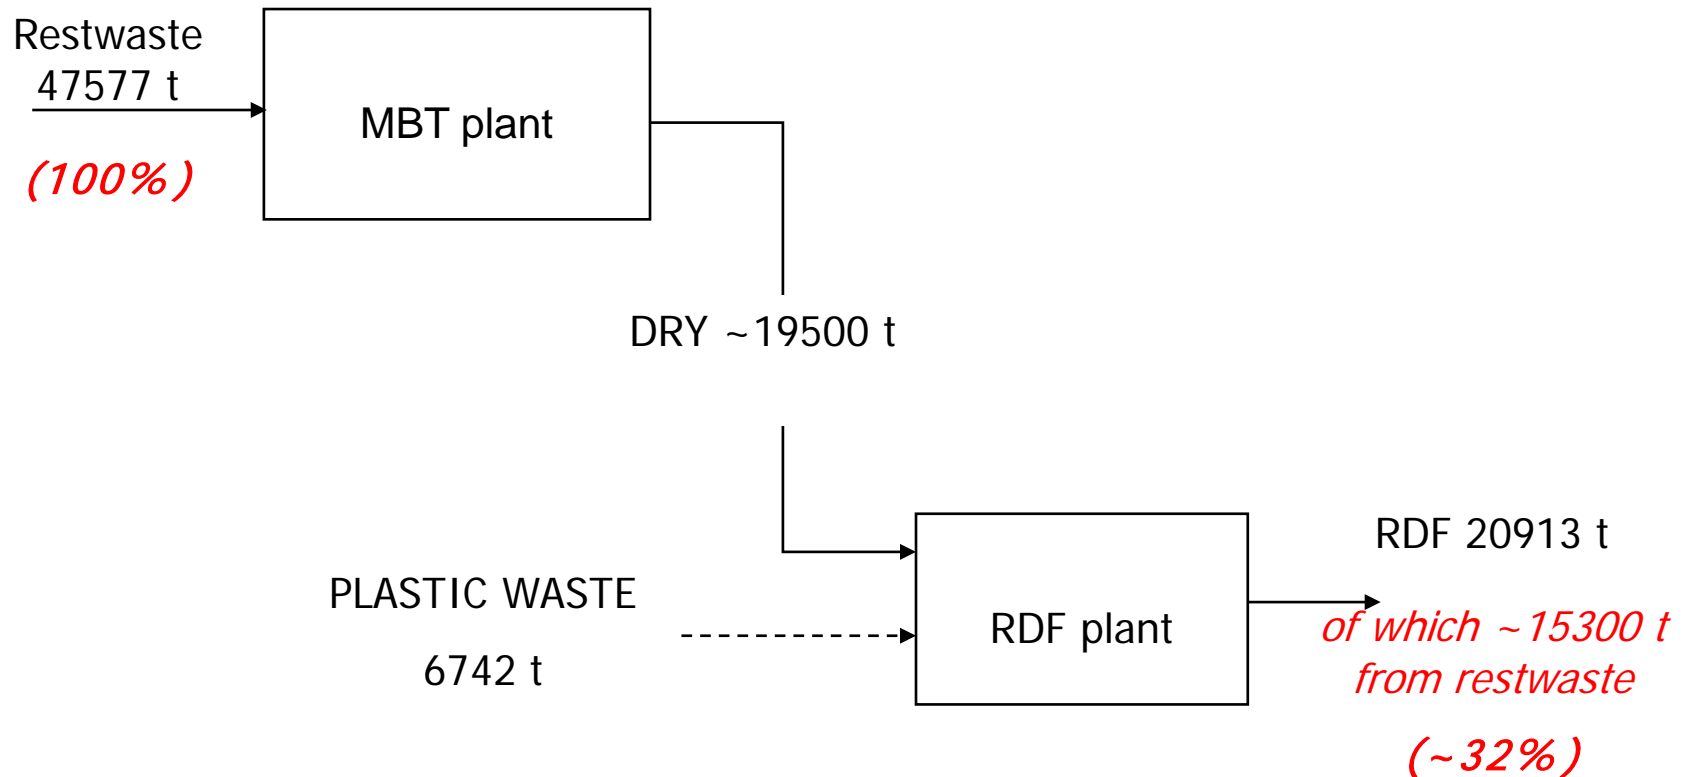 Restwaste
47577 t
(100%)
MBT plant
DRY ~19500 t
PLASTIC WASTE
6742 t
RDF plant
RDF 20913 t
of which ~15300 t
from restwaste
(~32%)